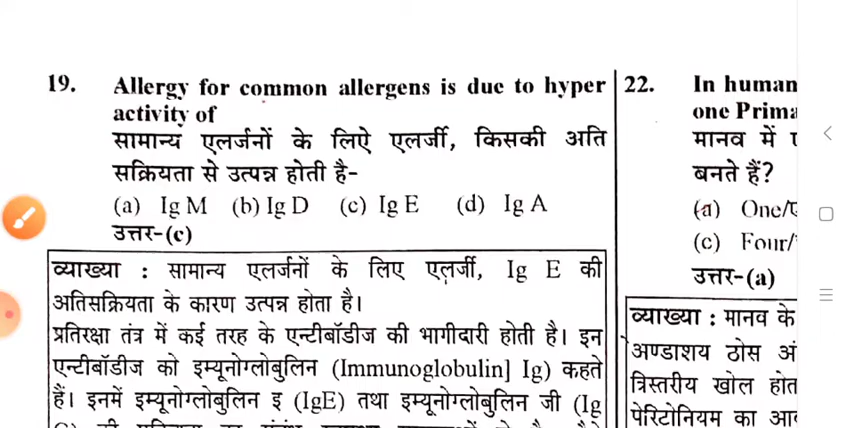 19. Allergy for common allergens is due to hyper
activity of
सामान्य एलर्जनों के लिऐ एलर्जी, किसकी अति
सक्रियता से उत्पन्न होती है-
(a) Ig M (b) Ig D (c) Ig E (d) Ig A
उत्तर-(c)
व्याख्या : सामान्य एलर्जनों के लिए एलर्जी, Ig E की
अतिसक्रियता के कारण उत्पन्न होता है।
प्रतिरक्षा तंत्र में कई तरह के एन्टीबॉडीज की भागीदारी होती है। इन
एन्टीबॉडीज को इम्यूनोग्लोबुलिन (Immunoglobulin] Ig) कहते
हैं। इनमें इम्यूनोग्लोबुलिन इ (IgE) तथा इम्यूनोग्लोबुलिन जी (Ig
22. In human
one Prima
मानव में
बनते हैं?
(a) One/
(c) Four/
उत्तर-(a)
व्याख्या : मानव के
अण्डाशय ठोस अं
त्रिस्तरीय खोल होत
पेरिटोनियम का आव